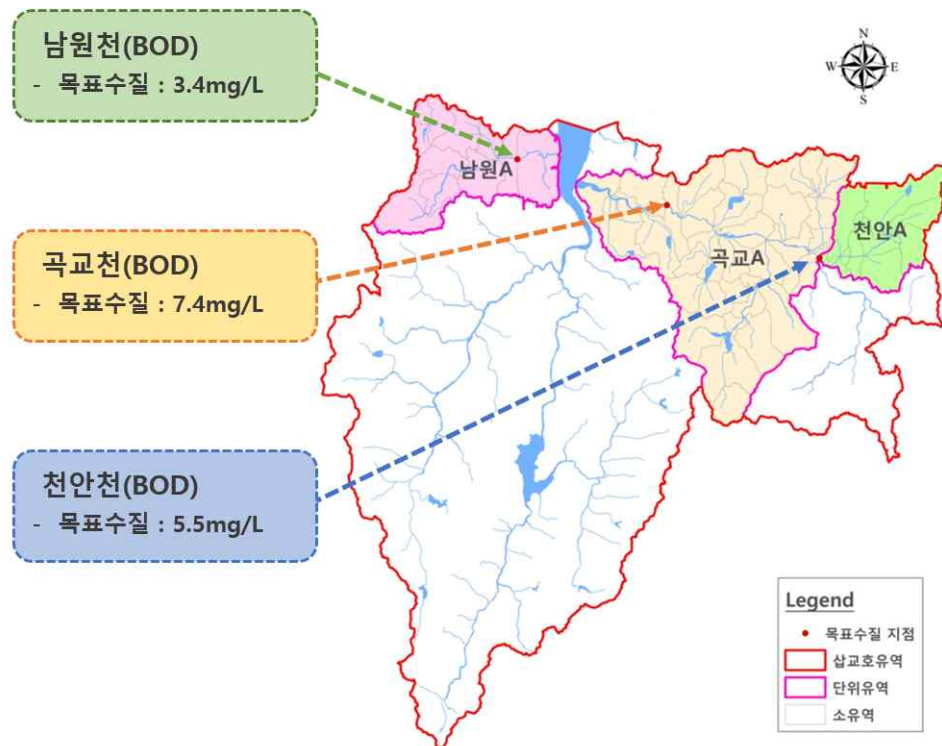 남원천(BOD)
- 목표수질 : 3.4mg/L
N
W E
S
남원A
천안A
곡교천(BOD)
- 목표수질 : 7.4mg/L
곡교A
천안천(BOD)
- 목표수질 : 5.5mg/L
Legend
목표수질 지점
삽교호유역
단위유역
소유역